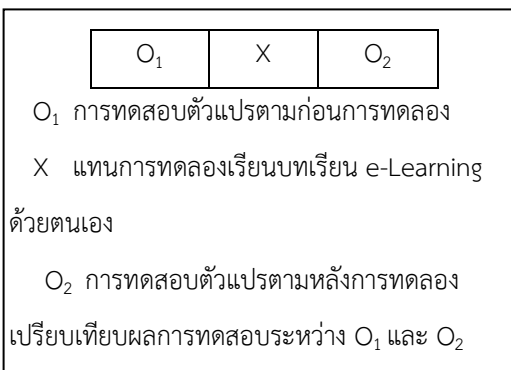 O₁ X O₂
O₁ การทดสอบตัวแปรตามก่อนการทดลอง
X แทนการทดลองเรียนบทเรียน e-Learning
ด้วยตนเอง
O₂ การทดสอบตัวแปรตามหลังการทดลอง
เปรียบเทียบผลการทดสอบระหว่าง O₁ และ O₂